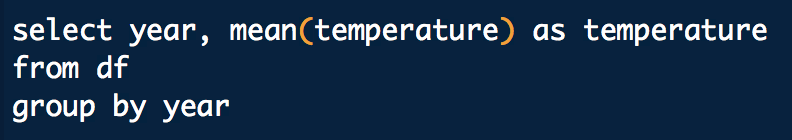 select year, mean(temperature) as temperature
from df
group by year